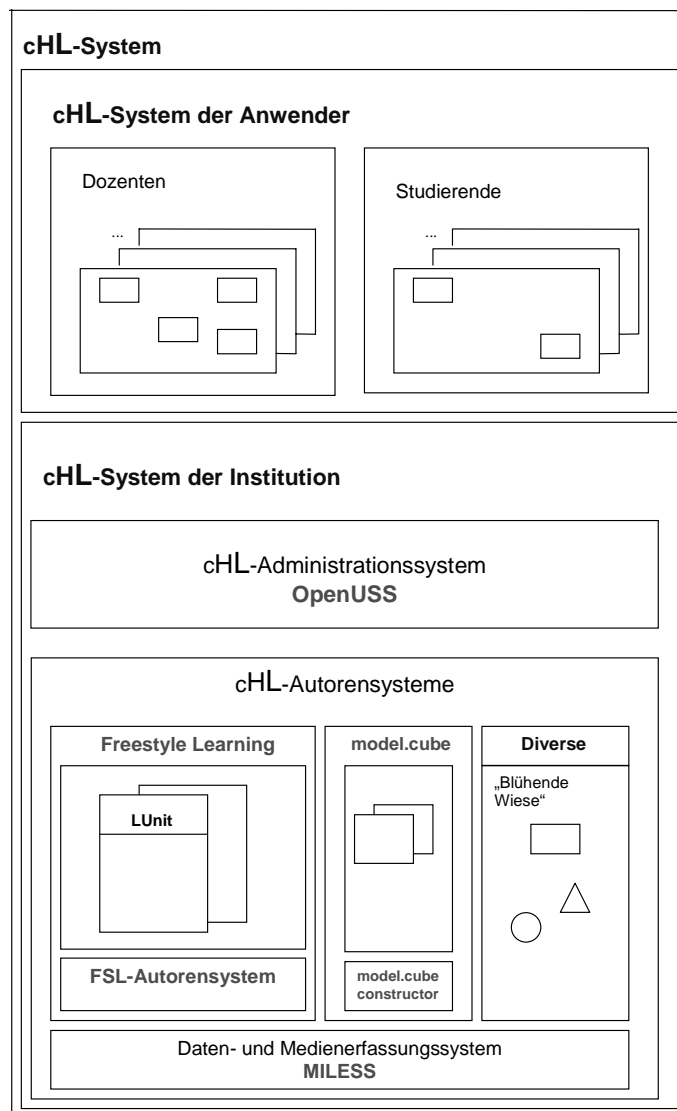 cHL-System
cHL-System der Anwender
Dozenten
...
Studierende
...
cHL-System der Institution
cHL-Administrationssystem
OpenUSS
cHL-Autorensysteme
Freestyle Learning
LUnit
FSL-Autorensystem
model.cube
model.cube
constructor
Diverse
„Blühende
Wiese“
Daten- und Medienerfassungssystem
MILESS